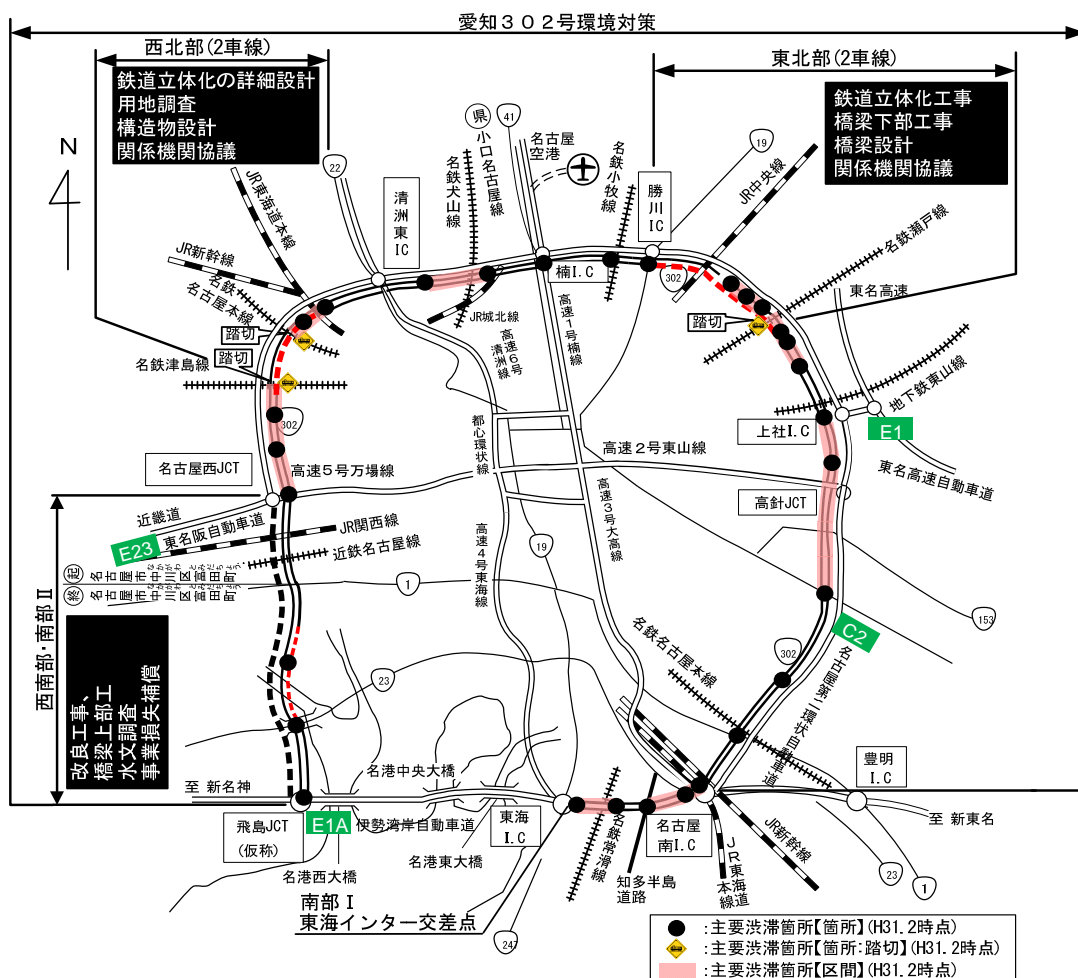 愛知302号環境対策
西北部(2車線)
東北部(2車線)
鉄道立体化の詳細設計
用地調査
構造物設計
関係機関協議
鉄道立体化工事
橋梁下部工事
橋梁設計
関係機関協議
N
22
41
19
県
小口名古屋線
名鉄犬山線
名古屋
空港
名鉄小牧線
勝川
IC
JR中央線
JR東海道本線
清洲東IC
JR新幹線
名鉄
名古屋本線
名鉄瀬戸線
東名高速
楠I.C
302
踏切
踏切
踏切
JR城北線
高速6号
清洲線
高速1号楠線
名鉄津島線
地下鉄東山線
302
都心環状線
上社I.C
E1
名古屋西JCT
高速5号万場線
高速2号東山線
東名高速自動車道
高針JCT
近畿道
東名阪自動車道
E23
JR関西線
近鉄名古屋線
高速4号東海線
高速3号大高線
19
起 名古屋市中川区富田町
なかがわ とみだちょう
終 名古屋市中川区富田町
なかがわ とみだちょう
1
153
C2
西南部・南部Ⅱ
改良工事、
橋梁上部工
水文調査
事業損失補償
23
302
名鉄名古屋本線
名古屋第二環状自動車道
豊明
I.C
至 新名神
名港中央大橋
飛島JCT
(仮称)
E1A
伊勢湾岸自動車道
東海
I.C
名古屋
南I.C
至 新東名
名港西大橋
名港東大橋
名鉄常滑線
知多半島
道路
JR東海道
本線
JR新幹線
23
1
247
南部Ⅰ
東海インター交差点
:主要渋滞箇所【箇所】(H31.2時点)
:主要渋滞箇所【箇所:踏切】(H31.2時点)
:主要渋滞箇所【区間】(H31.2時点)